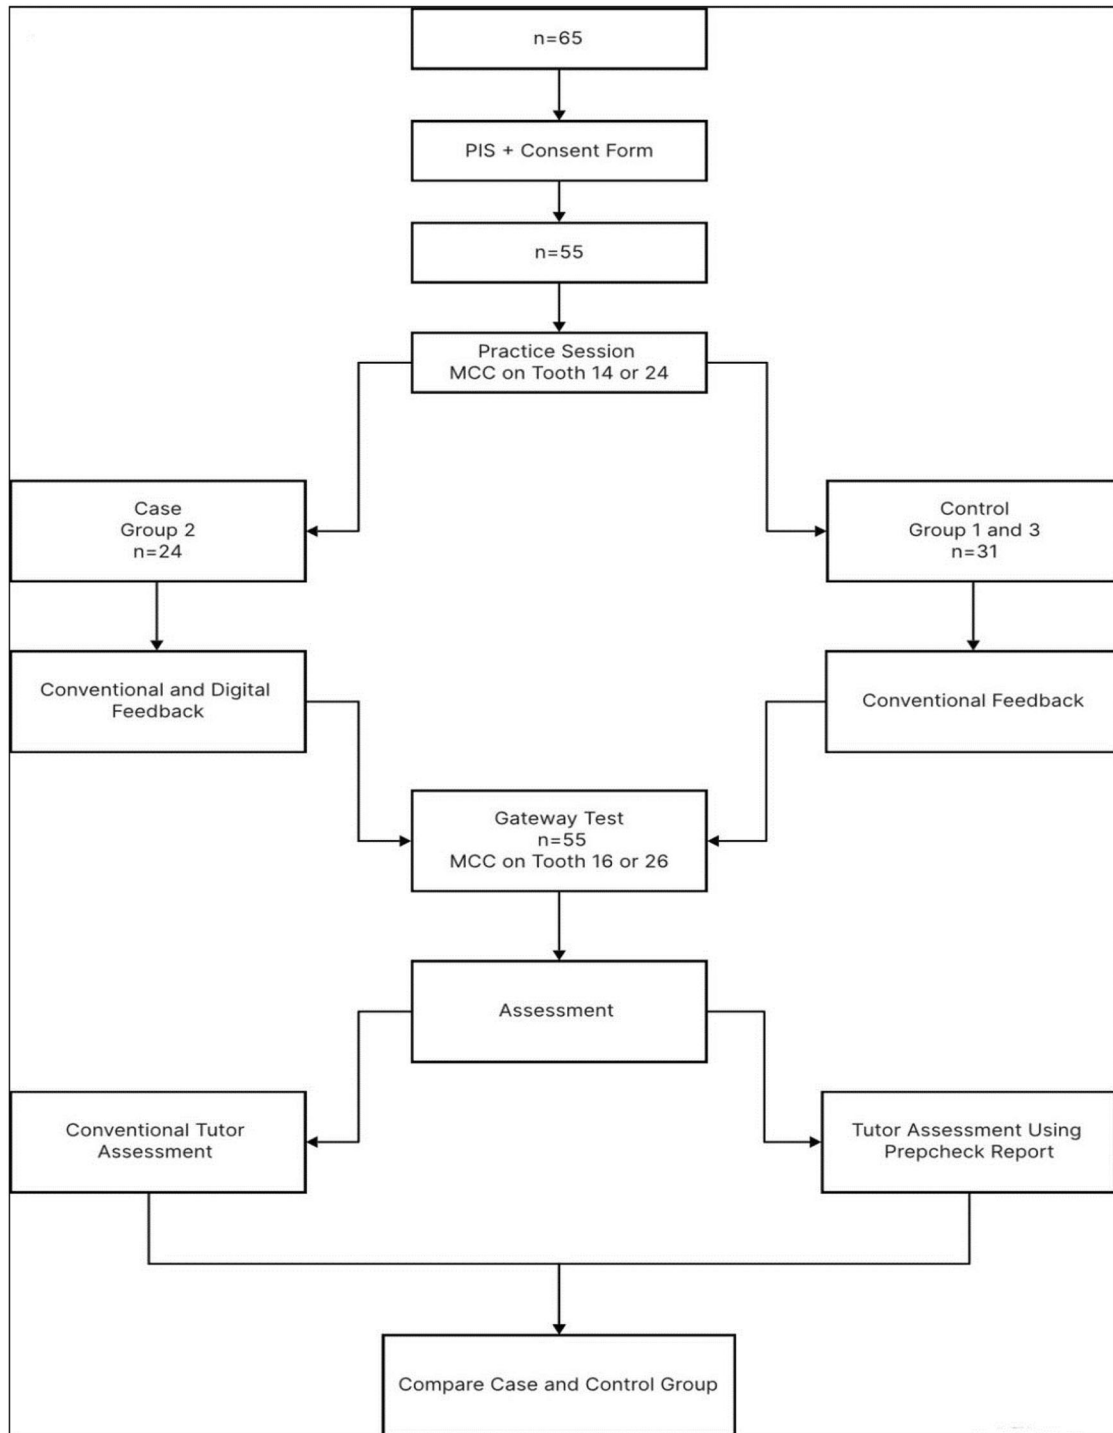 n=65
PIS + Consent Form
n=55
Practice Session
MCC on Tooth 14 or 24
Case
Group 2
n=24
Control
Group 1 and 3
n=31
Conventional and Digital
Feedback
Conventional Feedback
Gateway Test
n=55
MCC on Tooth 16 or 26
Assessment
Conventional Tutor
Assessment
Tutor Assessment Using
Prepcheck Report
Compare Case and Control Group